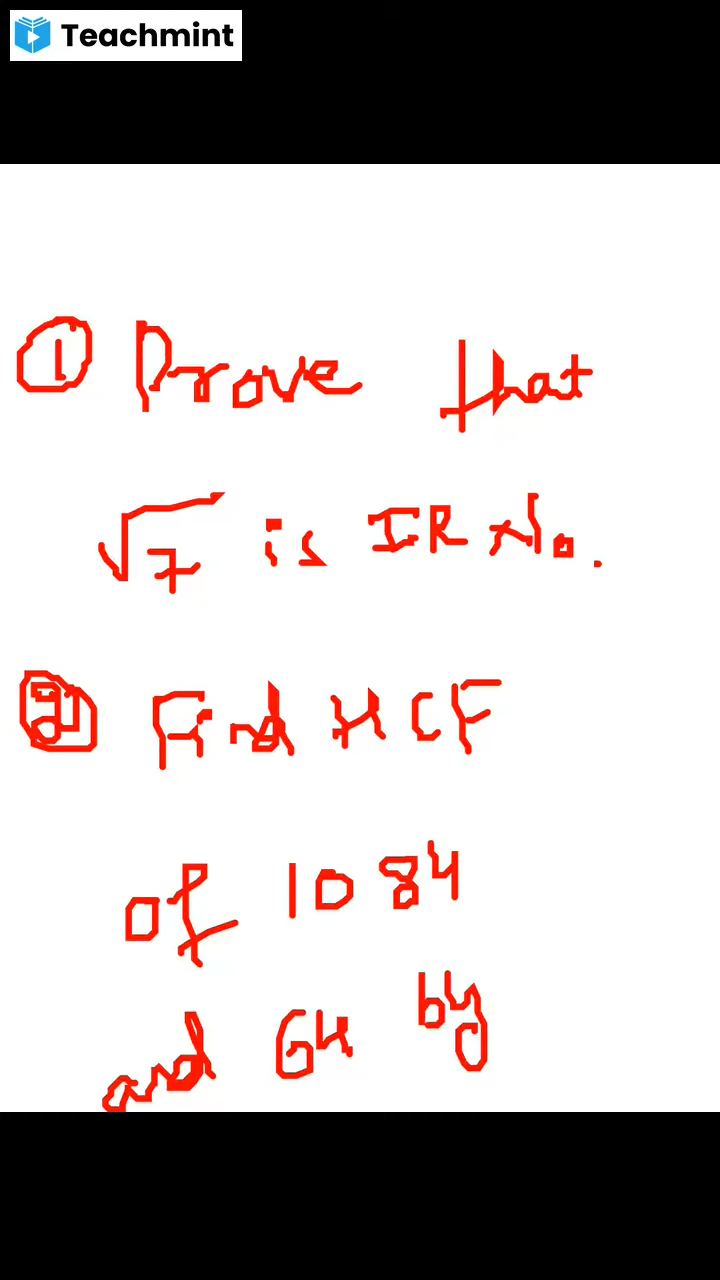 Teachmint
① Prove that
√7 is IR No.
② Find HCF
of 1084
and 64 by